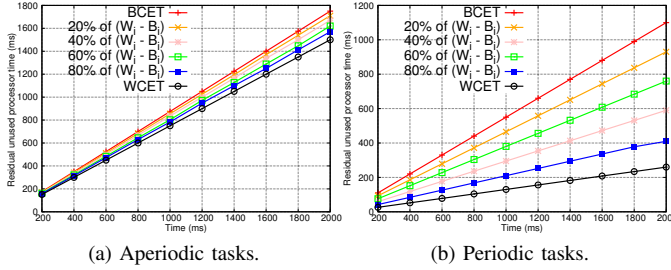 Residual unused processor time (ms)
1800
1600
1400
1200
1000
800
600
400
200
0
BCET
20% of (Wi - Bi)
40% of (Wi - Bi)
60% of (Wi - Bi)
80% of (Wi - Bi)
WCET
200 400 600 800 1000 1200 1400 1600 1800 2000
Time (ms)
(a) Aperiodic tasks.
Residual unused processor time (ms)
1200
1000
800
600
400
200
0
BCET
20% of (Wi - Bi)
60% of (Wi - Bi)
40% of (Wi - Bi)
80% of (Wi - Bi)
WCET
200 400 600 800 1000 1200 1400 1600 1800 2000
Time (ms)
(b) Periodic tasks.